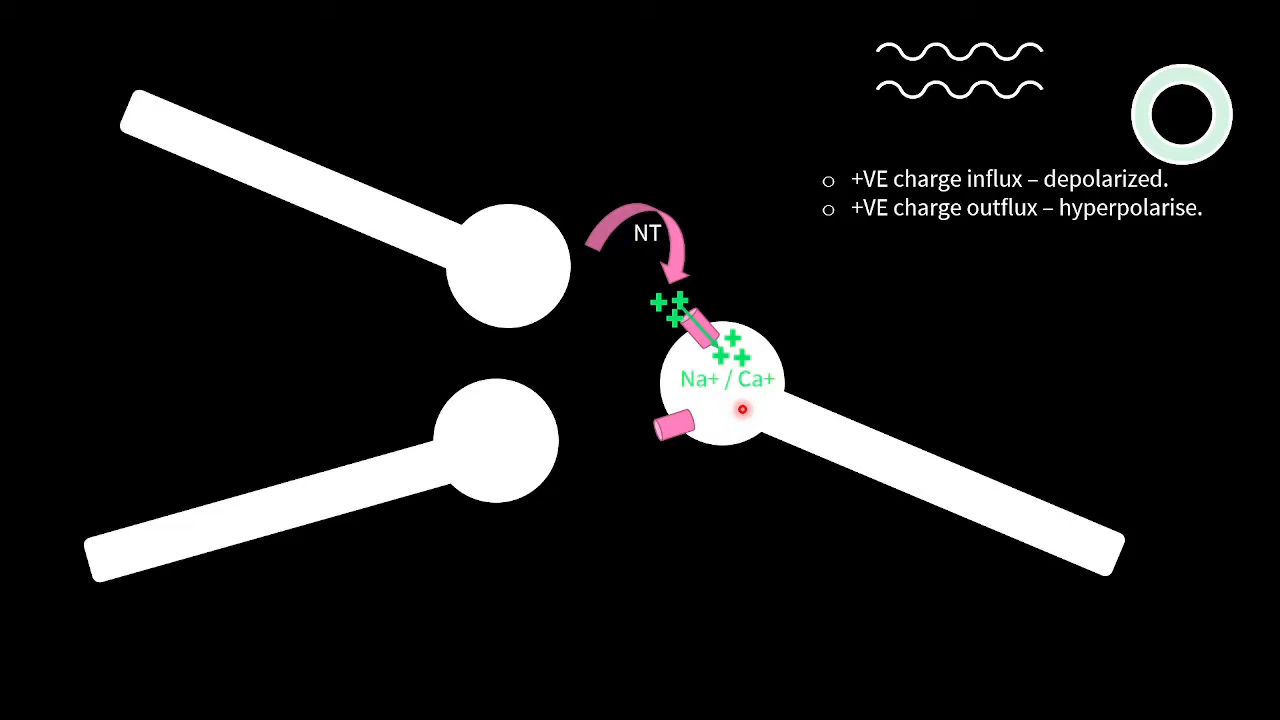 +VE charge influx – depolarized.
+VE charge outflux – hyperpolarise.
NT
Na+ / Ca+